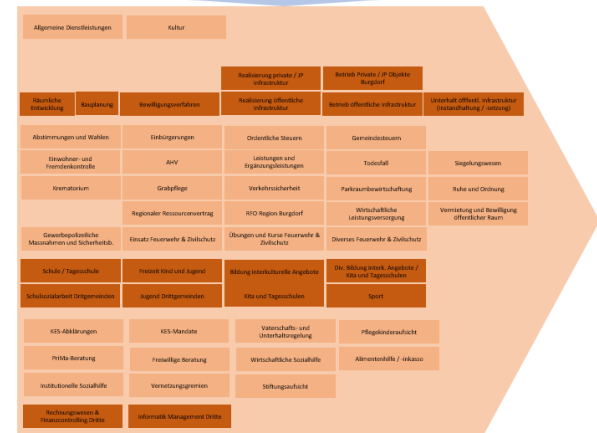 Allgemeine Dienstleistungen
Kultur
Realisierung private / JP
Infrastruktur
Betrieb Private / JP Objekte
Burgdorf
Räumliche
Entwicklung
Bauplanung
Bewilligungsverfahren
Realisierung öffentliche
Infrastruktur
Betrieb öffentliche Infrastruktur
Unterhalt öffentl. Infrastruktur
(Instandhaltung / -setzung)
Abstimmungen und Wahlen
Einbürgerungen
Ordentliche Steuern
Gemeindesteuern
Einwohner- und
Fremdenkontrolle
AHV
Leistungen und
Ergänzungsleistungen
Todesfall
Siegelungswesen
Krematorium
Grabpflege
Verkehrssicherheit
Parkraumbewirtschaftung
Ruhe und Ordnung
Regionaler Ressourcenvertrag
RFO Region Burgdorf
Wirtschaftliche
Leistungsversorgung
Vermietung und Bewilligung
öffentlicher Raum
Gewerbepolizeiliche
Massnahmen und Sicherheitsb.
Einsatz Feuerwehr & Zivilschutz
Übungen und Kurse Feuerwehr &
Zivilschutz
Diverses Feuerwehr & Zivilschutz
Schule / Tagesschule
Freizeit Kind und Jugend
Bildung Interkulturelle Angebote
Div. Bildung Interk. Angebote /
Kita und Tagesschulen
Schulsozialarbeit Dritgemeinden
Jugend Drittgemeinden
Kita und Tagesschulen
Sport
KES-Abklärungen
KES-Mandate
Vaterschafts- und
Unterhaltsregelung
Pflegekinderaufsicht
PriMa-Beratung
Freiwillige Beratung
Wirtschaftliche Sozialhilfe
Alimentenhilfe / -inkasso
Institutionelle Sozialhilfe
Vernetzungsgremien
Stiftungsaufsicht
Rechnungswesen &
Finanzcontrolling Dritte
Informatik Management Dritte